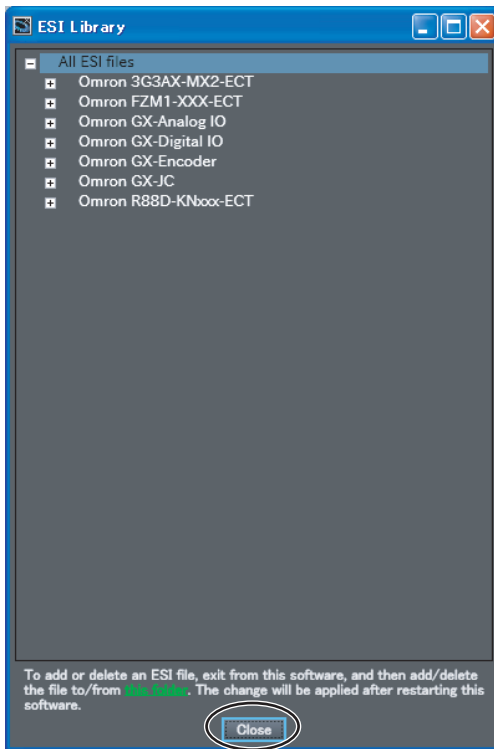 ESI Library
All ESI files
Omron 3G3AX-MX2-ECT
Omron FZM1-XXX-ECT
Omron GX-Analog IO
Omron GX-Digital IO
Omron GX-Encoder
Omron GX-JC
Omron R88D-KNxxx-ECT
To add or delete an ESI file, exit from this software, and then add/delete
the file to/from this folder. The change will be applied after restarting this
software.
Close